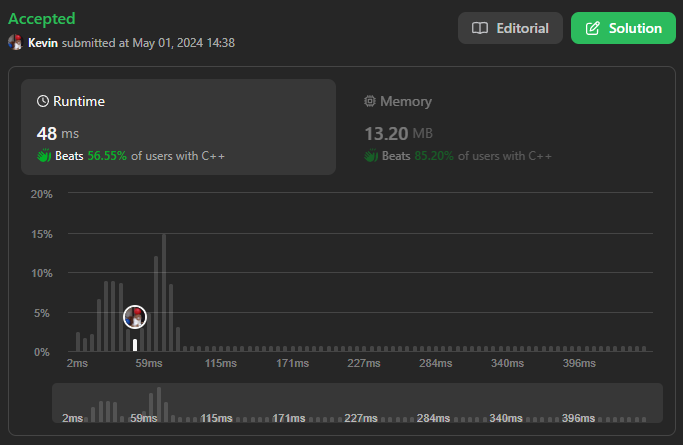 Accepted
Kevin submitted at May 01, 2024 14:38
Editorial
Solution
Runtime
48 ms
Beats 56.55% of users with C++
Memory
13.20 MB
Beats 85.20% of users with C++
20%
15%
10%
5%
0%
2ms 59ms 115ms 171ms 227ms 284ms 340ms 396ms
2ms 59ms 115ms 171ms 227ms 284ms 340ms 396ms